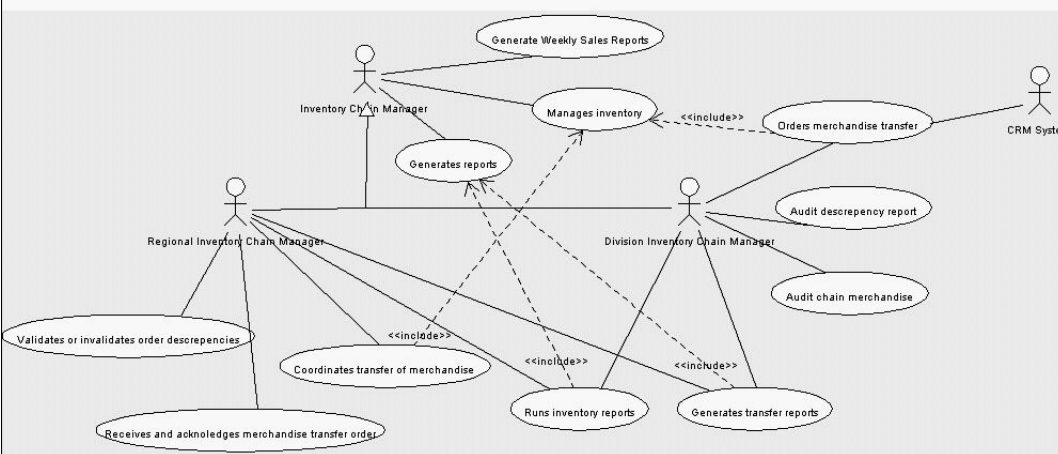 Generate Weekly Sales Reports
Inventory Chain Manager
Manages inventory
<<include>>
Orders merchandise transfer
CRM Syste
Generates reports
Regional Inventory Chain Manager
Division Inventory Chain Manager
Audit descrepency report
Audit chain merchandise
Validates or invalidates order descrepencies
<<include>>
Coordinates transfer of merchandise
<<include>>
<<include>>
Runs inventory reports
Generates transfer reports
Receives and acknoledges merchandise transfer order